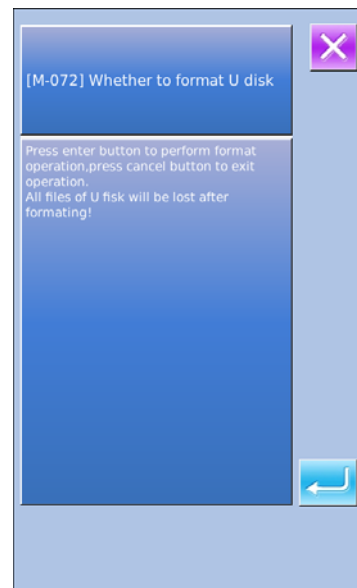 [M-072] Whether to format U disk
Press enter button to perform format
operation,press cancel button to exit
operation.
All files of U fisk will be lost after
formating!